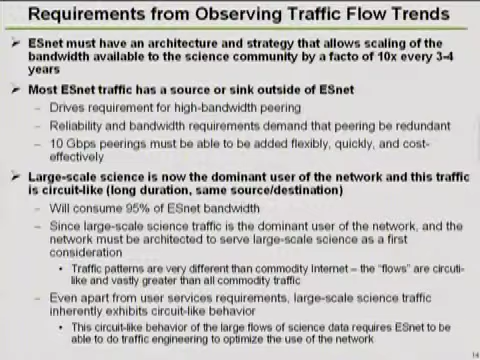 Requirements from Observing Traffic Flow Trends
ESnet must have an architecture and strategy that allows scaling of the
bandwidth available to the science community by a facto of 10x every 3-4
years
Most ESnet traffic has a source or sink outside of ESnet
– Drives requirement for high-bandwidth peering
– Reliability and bandwidth requirements demand that peering be redundant
– 10 Gbps peerings must be able to be added flexibly, quickly, and cost-
effectively
Large-scale science is now the dominant user of the network and this traffic
is circuit-like (long duration, same source/destination)
– Will consume 95% of ESnet bandwidth
– Since large-scale science traffic is the dominant user of the network, and the
network must be architected to serve large-scale science as a first
consideration
• Traffic patterns are very different than commodity Internet – the "flows" are circuit-
like and vastly greater than all commodity traffic
– Even apart from user services requirements, large-scale science traffic
inherently exhibits circuit-like behavior
• This circuit-like behavior of the large flows of science data requires ESnet to be
able to do traffic engineering to optimize the use of the network
14